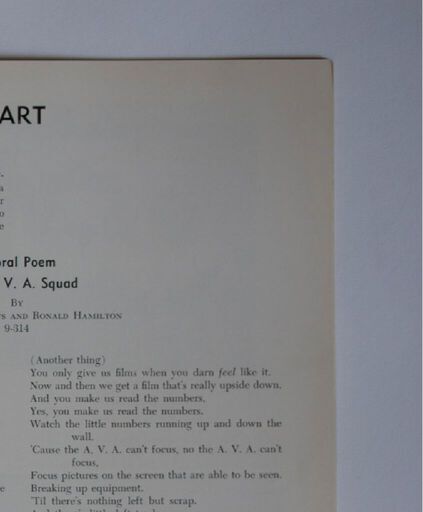 ART
a
r
o
e
oral Poem
V. A. Squad
BY
S AND RONALD HAMILTON
9-314
(Another thing)
You only give us films when you darn feel like it.
Now and then we get a film that's really upside down.
And you make us read the numbers.
Yes, you make us read the numbers.
Watch the little numbers running up and down the
wall.
'Cause the A. V. A. can't focus, no the A. V. A. can't
focus,
Focus pictures on the screen that are able to be seen.
e Breaking up equipment.
'Til there's nothing left but scrap.